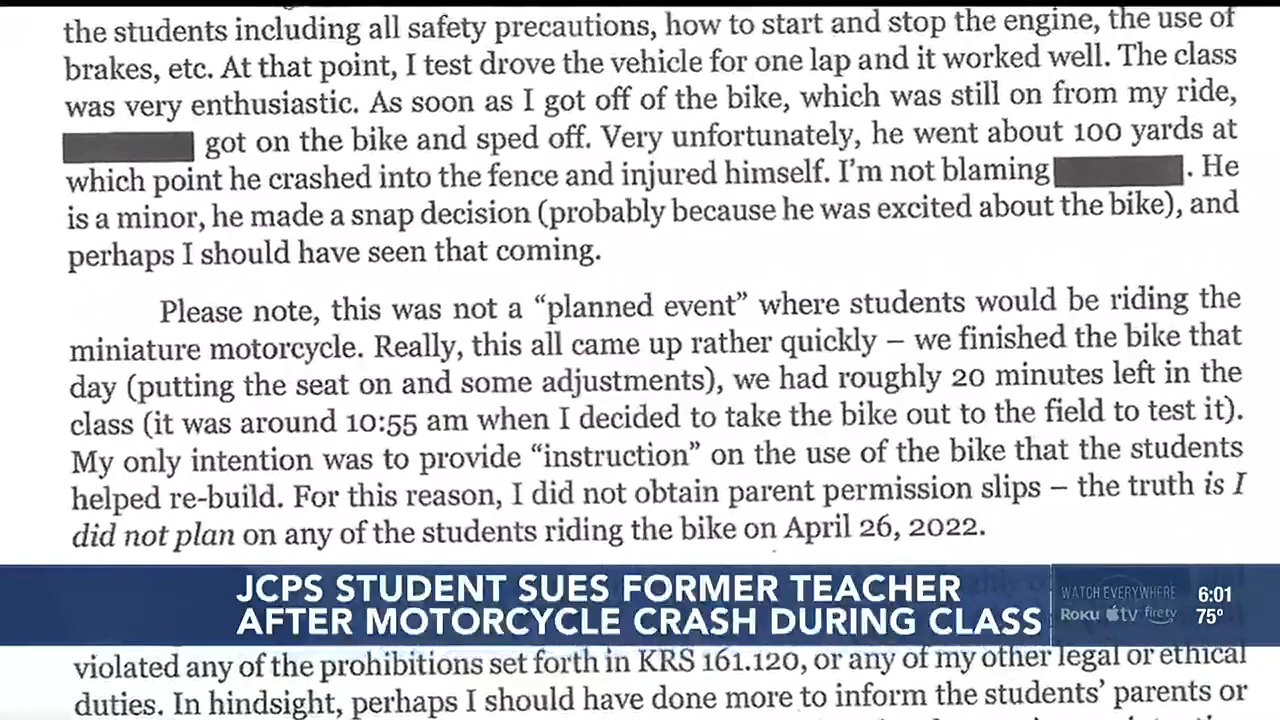 the students including all safety precautions, how to start and stop the engine, the use of
brakes, etc. At that point, I test drove the vehicle for one lap and it worked well. The class
was very enthusiastic. As soon as I got off of the bike, which was still on from my ride,
got on the bike and sped off. Very unfortunately, he went about 100 yards at
which point he crashed into the fence and injured himself. I'm not blaming . He
is a minor, he made a snap decision (probably because he was excited about the bike), and
perhaps I should have seen that coming.
Please note, this was not a “planned event” where students would be riding the
miniature motorcycle. Really, this all came up rather quickly – we finished the bike that
day (putting the seat on and some adjustments), we had roughly 20 minutes left in the
class (it was around 10:55 am when I decided to take the bike out to the field to test it).
My only intention was to provide “instruction” on the use of the bike that the students
helped re-build. For this reason, I did not obtain parent permission slips – the truth is I
did not plan on any of the students riding the bike on April 26, 2022.
JCPS STUDENT SUES FORMER TEACHER
AFTER MOTORCYCLE CRASH DURING CLASS
WATCH EVERYWHERE
Roku tv firetv
6:01
75°
violated any of the prohibitions set forth in KRS 161.120, or any of my other legal or ethical
duties. In hindsight, perhaps I should have done more to inform the students' parents or